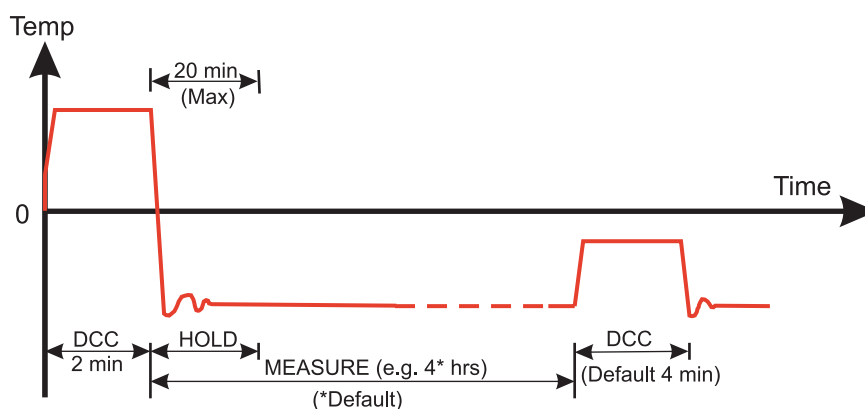 Temp
20 min
(Max)
Time
0
DCC
2 min
HOLD
MEASURE (e.g. 4* hrs)
(*Default)
DCC
(Default 4 min)